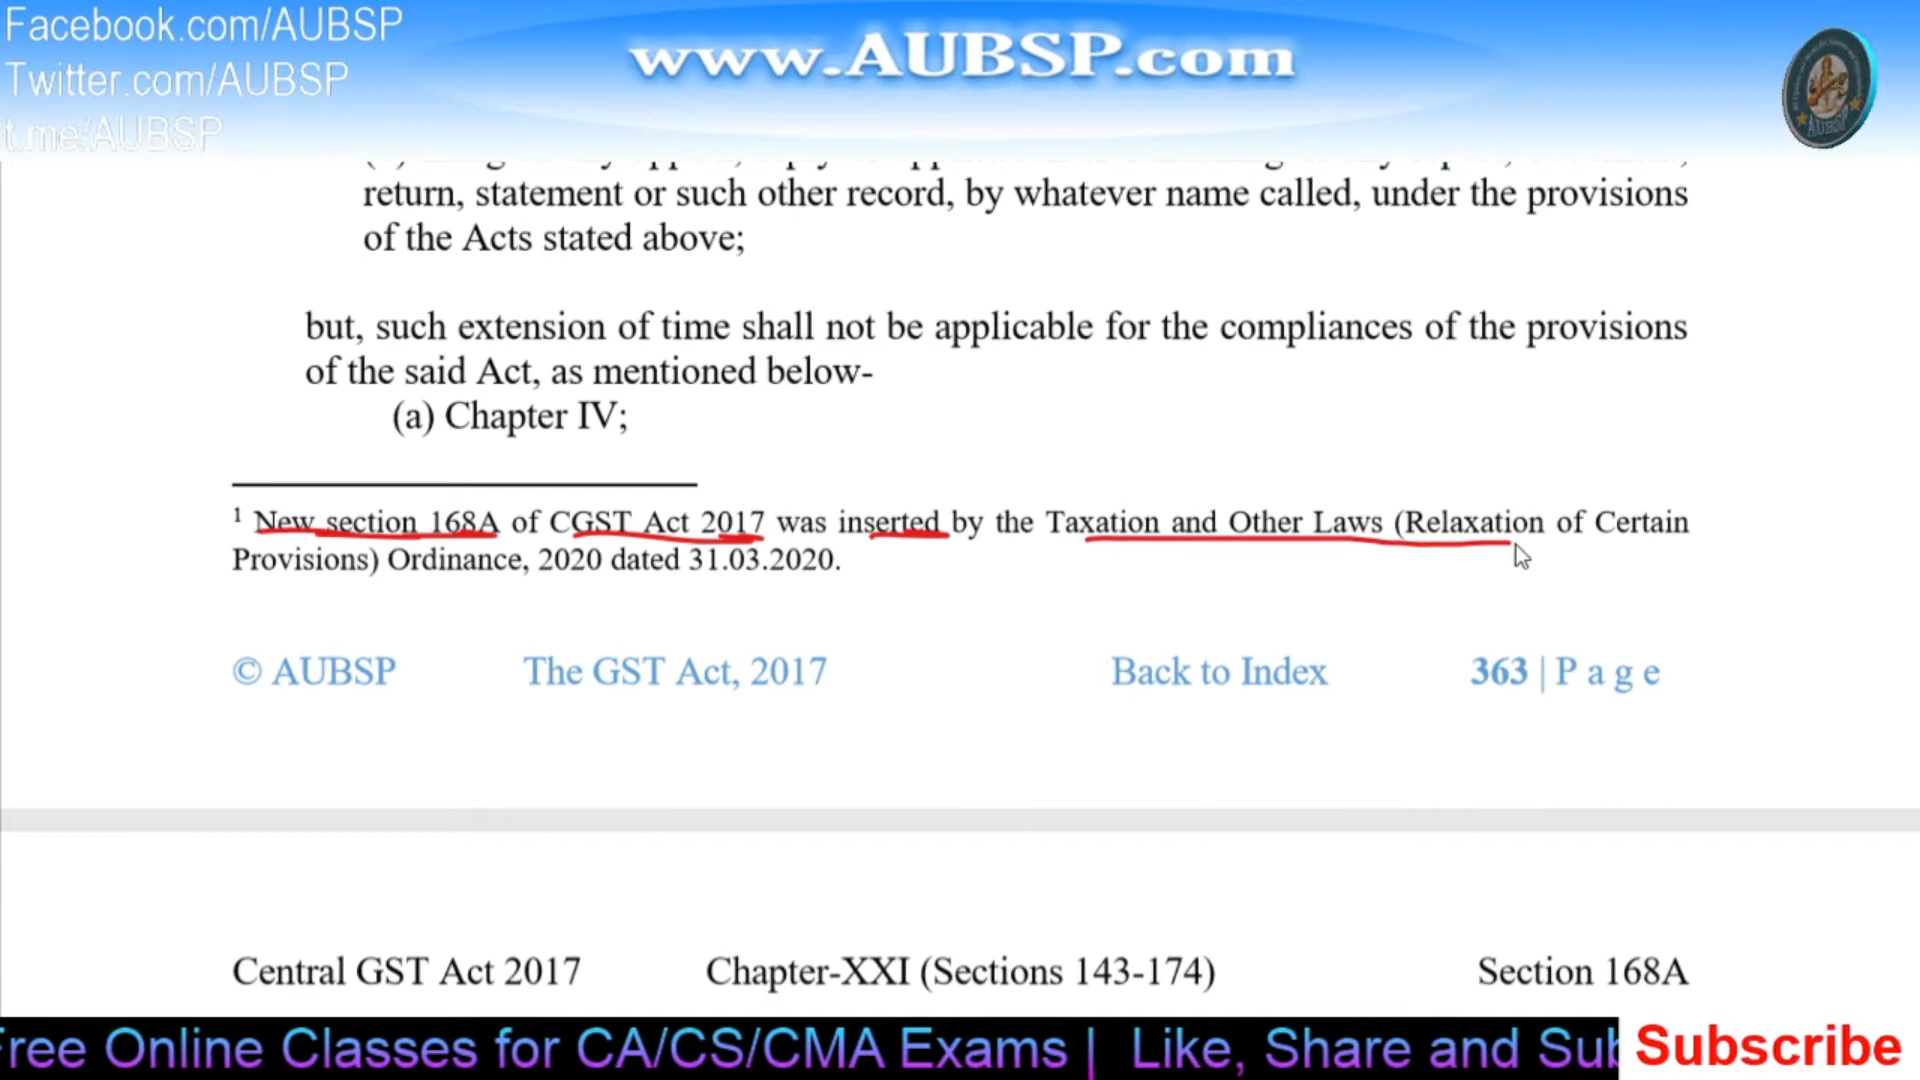 Facebook.com/AUBSP
Twitter.com/AUBSP
t.me/AUBSP
www.AUBSP.com
AUBSP
return, statement or such other record, by whatever name called, under the provisions
of the Acts stated above;
but, such extension of time shall not be applicable for the compliances of the provisions
of the said Act, as mentioned below-
(a) Chapter IV;
1 New section 168A of CGST Act 2017 was inserted by the Taxation and Other Laws (Relaxation of Certain
Provisions) Ordinance, 2020 dated 31.03.2020.
© AUBSP The GST Act, 2017 Back to Index 363 | P a g e
Central GST Act 2017 Chapter-XXI (Sections 143-174) Section 168A
Online Classes for CA/CS/CMA Exams | Like, Share and
Subscribe